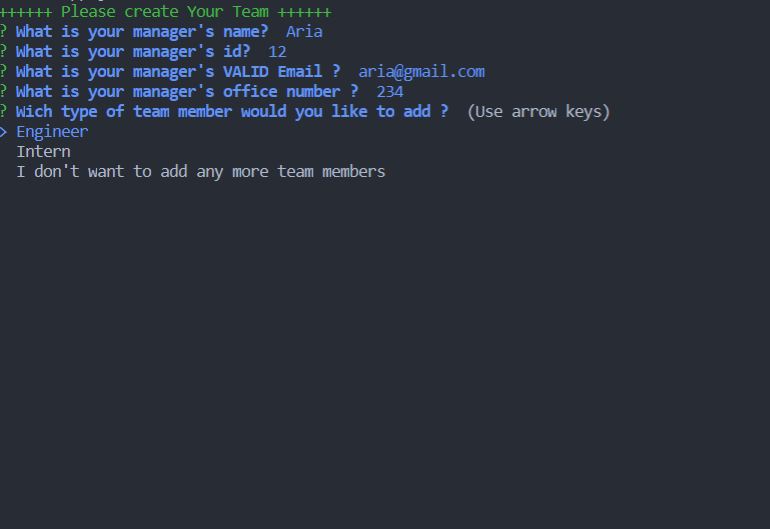 ++++++ Please create Your Team ++++++
? What is your manager's name? Aria
? What is your manager's id? 12
? What is your manager's VALID Email ? aria@gmail.com
? What is your manager's office number ? 234
? Wich type of team member would you like to add ? (Use arrow keys)
> Engineer
Intern
I don't want to add any more team members